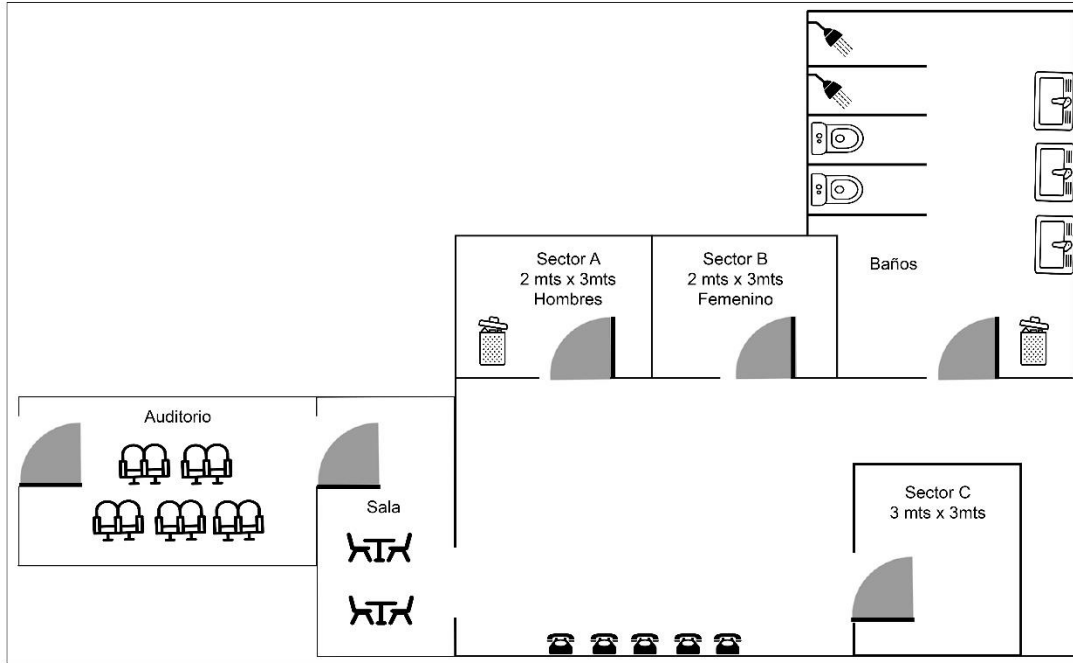 Sector A
2 mts x 3mts
Hombres
Sector B
2 mts x 3mts
Femenino
Baños
Auditorio
Sala
Sector C
3 mts x 3mts